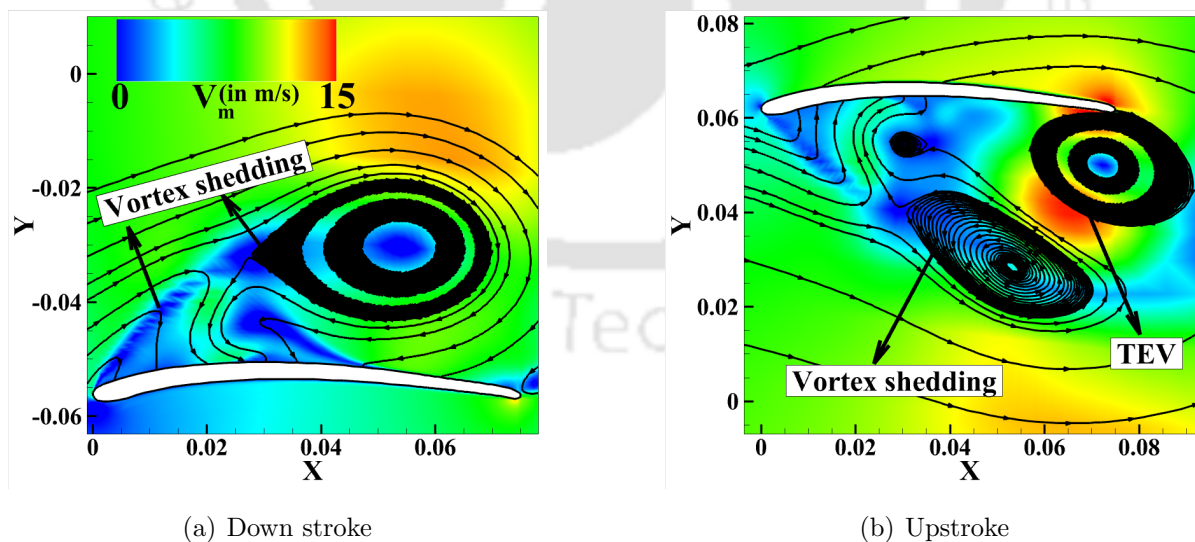 0 V_m (in m/s) 15
Vortex shedding
Y
0
-0.02
-0.04
-0.06
0 0.02 0.04 0.06
X
(a) Down stroke
Y
0.08
0.06
0.04
0.02
0
Vortex shedding
TEV
0 0.02 0.04 0.06 0.08
X
(b) Upstroke
Tec